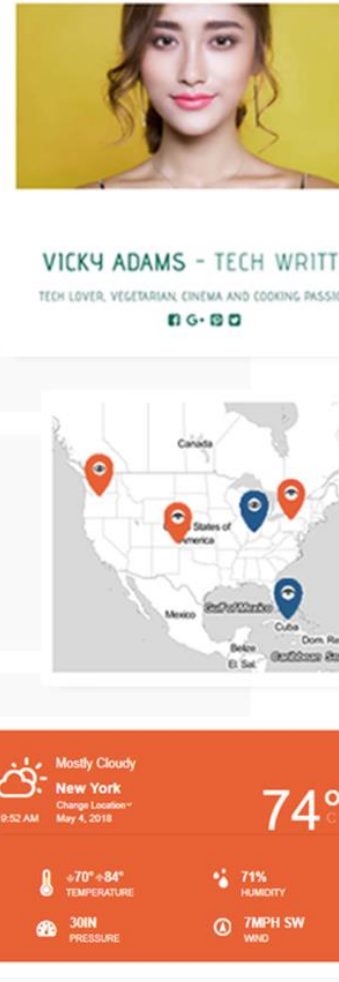 VICKY ADAMS - TECH WRITT
TECH LOVER, VEGETARIAN, CINEMA AND COOKING PASSIO
G+
Canada
States of
America
Mexico
Gulf of Mexico
Cuba
Dom. Re
Belize
Caribbean Sea
El Sal.
Mostly Cloudy
New York
Change Location
9:52 AM
May 4, 2018
74°
C
70° 84°
TEMPERATURE
71%
HUMIDITY
30IN
PRESSURE
7MPH SW
WIND